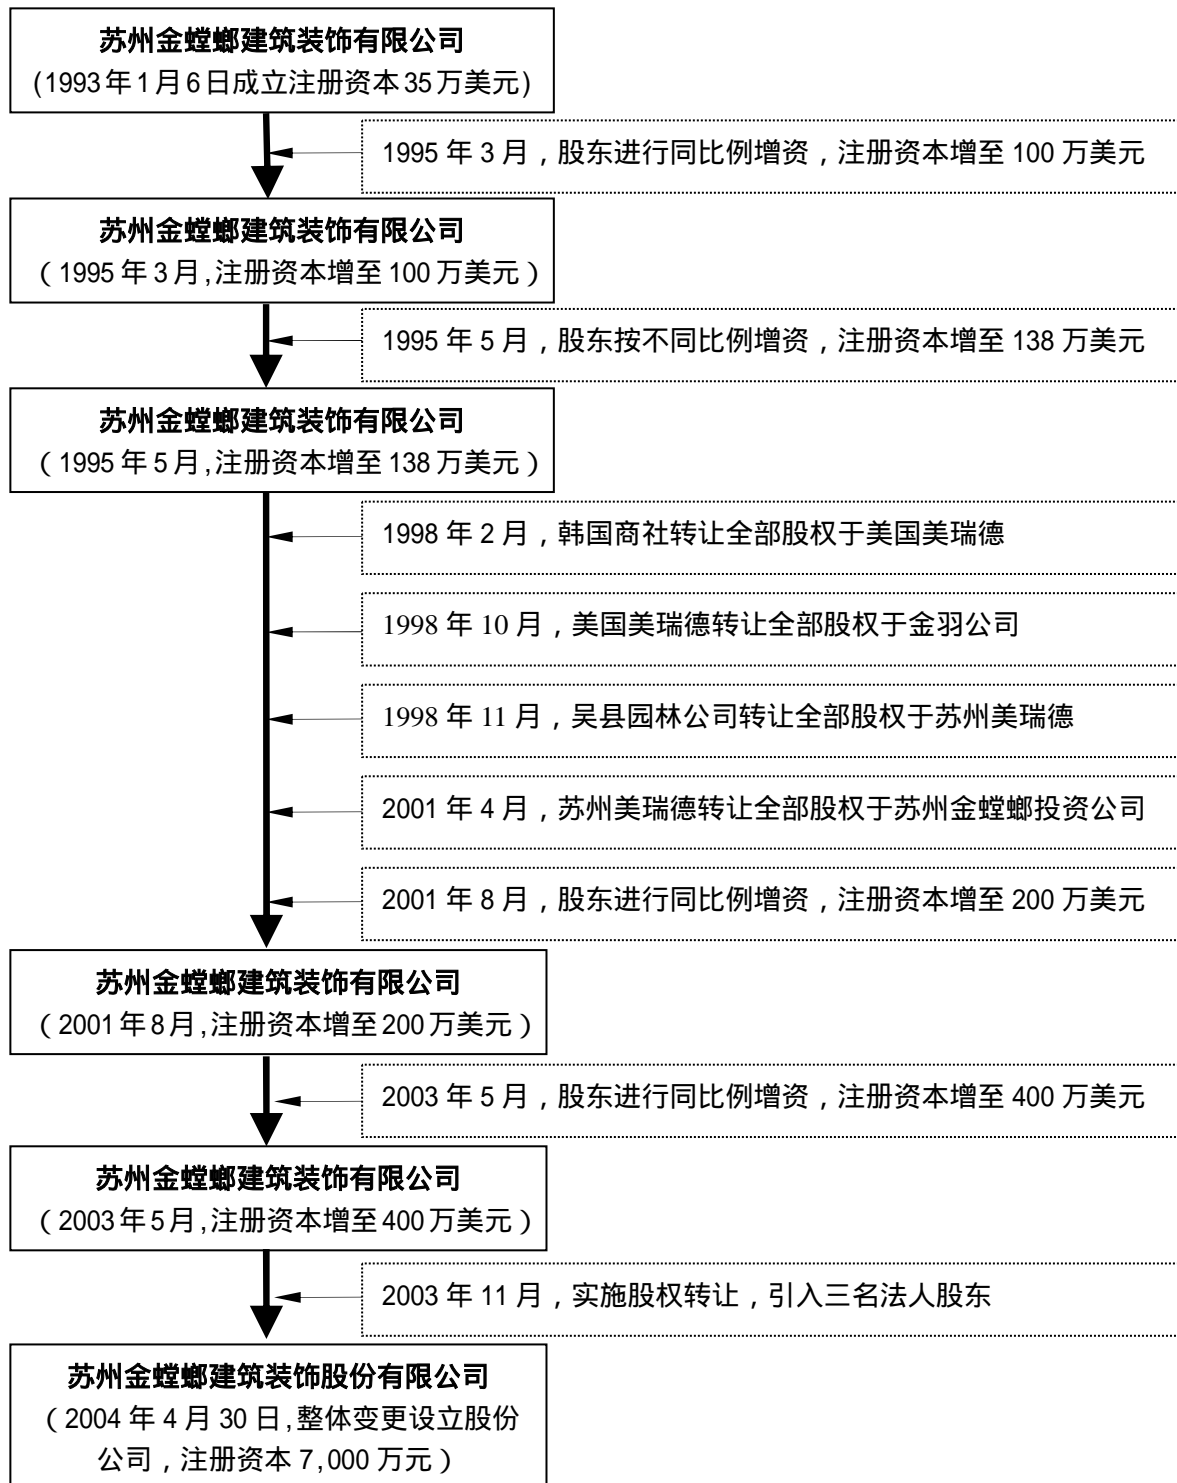 苏州金螳螂建筑装饰有限公司
(1993年1月6日成立注册资本35万美元)
1995 年 3 月，股东进行同比例增资，注册资本增至 100 万美元
苏州金螳螂建筑装饰有限公司
（1995 年 3 月,注册资本增至 100 万美元）
1995 年 5 月，股东按不同比例增资，注册资本增至 138 万美元
苏州金螳螂建筑装饰有限公司
（1995 年 5 月,注册资本增至 138 万美元）
1998 年 2 月，韩国商社转让全部股权于美国美瑞德
1998 年 10 月，美国美瑞德转让全部股权于金羽公司
1998 年 11 月，吴县园林公司转让全部股权于苏州美瑞德
2001 年 4 月，苏州美瑞德转让全部股权于苏州金螳螂投资公司
2001 年 8 月，股东进行同比例增资，注册资本增至 200 万美元
苏州金螳螂建筑装饰有限公司
（2001年8月,注册资本增至200万美元）
2003 年 5 月，股东进行同比例增资，注册资本增至 400 万美元
苏州金螳螂建筑装饰有限公司
（2003年5月,注册资本增至400万美元）
2003 年 11 月，实施股权转让，引入三名法人股东
苏州金螳螂建筑装饰股份有限公司
（2004 年 4 月 30 日,整体变更设立股份
公司，注册资本 7,000 万元）